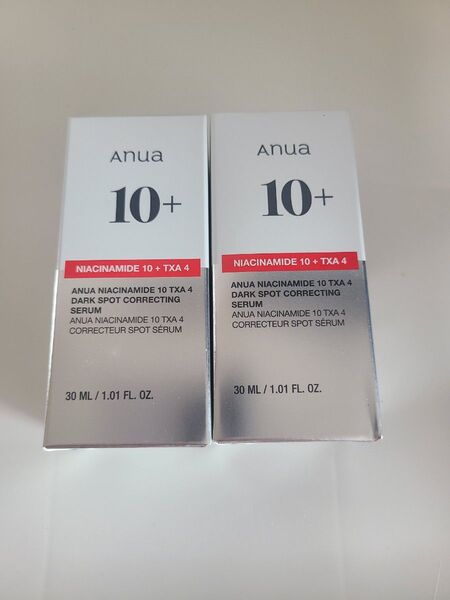 Anua
10+
NIACINAMIDE 10 + TXA 4
ANUA NIACINAMIDE 10 TXA 4
DARK SPOT CORRECTING
SERUM
ANUA NIACINAMIDE 10 TXA 4
CORRECTEUR SPOT SÉRUM
30 ML / 1.01 FL. OZ.
Anua
10+
NIACINAMIDE 10 + TXA 4
ANUA NIACINAMIDE 10 TXA 4
DARK SPOT CORRECTING
SERUM
ANUA NIACINAMIDE 10 TXA 4
CORRECTEUR SPOT SÉRUM
30 ML / 1.01 FL. OZ.